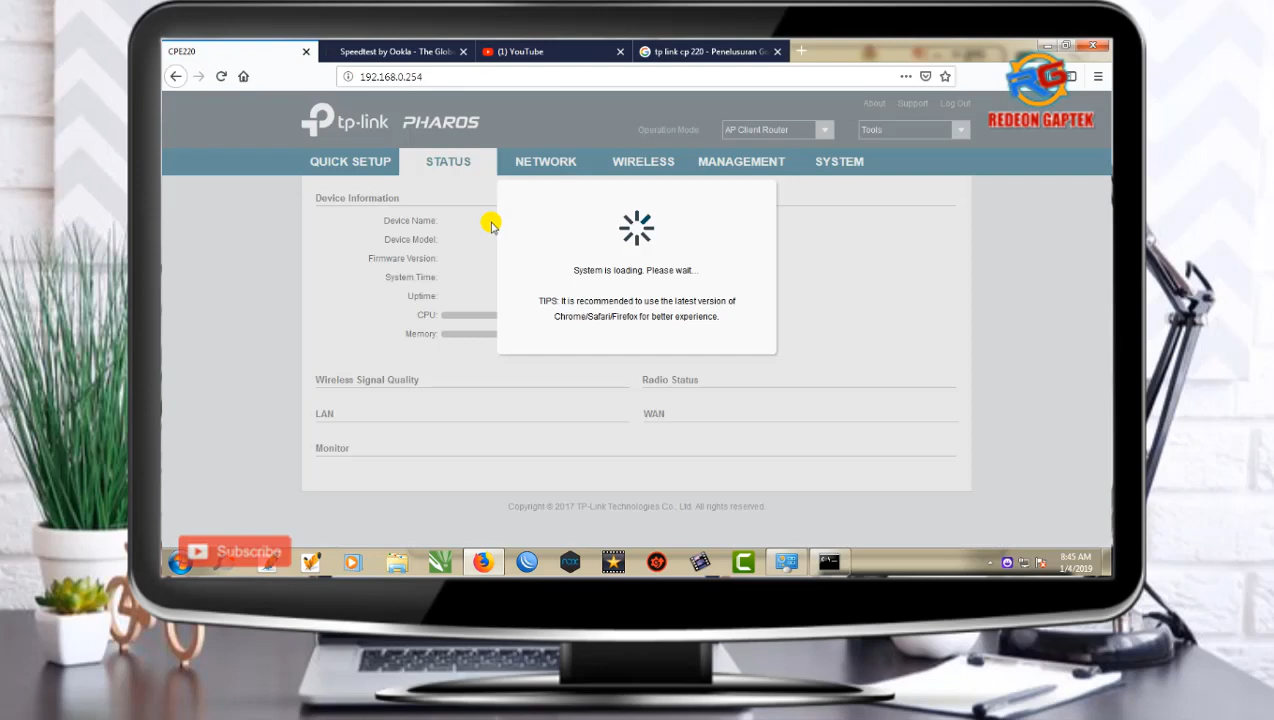 CPE220
Speedtest by Ookla - The Glob
(1) YouTube
tp link cp 220 - Penelusuran G
192.168.0.254
RG
REDEON GAPTEK
About Support Log Out
tp-link PHAROS
Operation Mode
AP Client Router
Tools
QUICK SETUP
STATUS
NETWORK
WIRELESS
MANAGEMENT
SYSTEM
Device Information
Device Name:
Device Model:
Firmware Version:
System Time:
Uptime:
CPU:
Memory:
System is loading. Please wait...
TIPS: It is recommended to use the latest version of
Chrome/Safari/Firefox for better experience.
Wireless Signal Quality
Radio Status
LAN
WAN
Monitor
Copyright © 2017 TP-Link Technologies Co., Ltd. All rights reserved.
Subscribe
nox
8:45 AM
1/4/2019